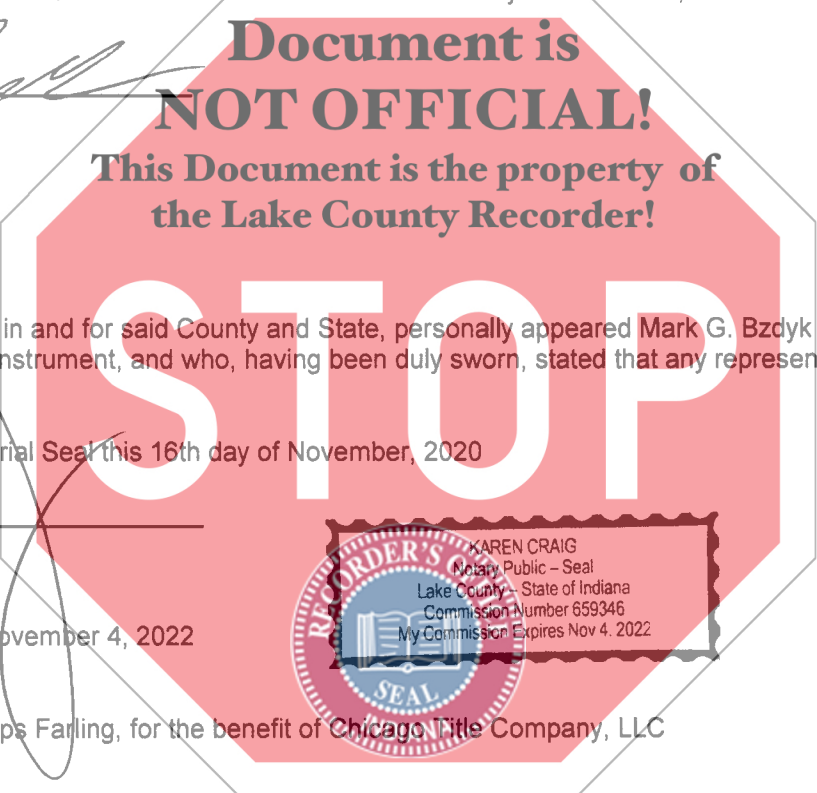 Document is
NOT OFFICIAL!
This Document is the property of
the Lake County Recorder!
STOP
in and for said County and State, personally appeared Mark G. Bzdyk
nstrument, and who, having been duly sworn, stated that any represen
rial Seal this 16th day of November, 2020
KAREN CRAIG
Notary Public – Seal
Lake County – State of Indiana
Commission Number 659346
My Commission Expires Nov 4, 2022
RECORDER'S OFFICE
SEAL
INDIANA
ovember 4, 2022
ps Farling, for the benefit of Chicago Title Company, LLC